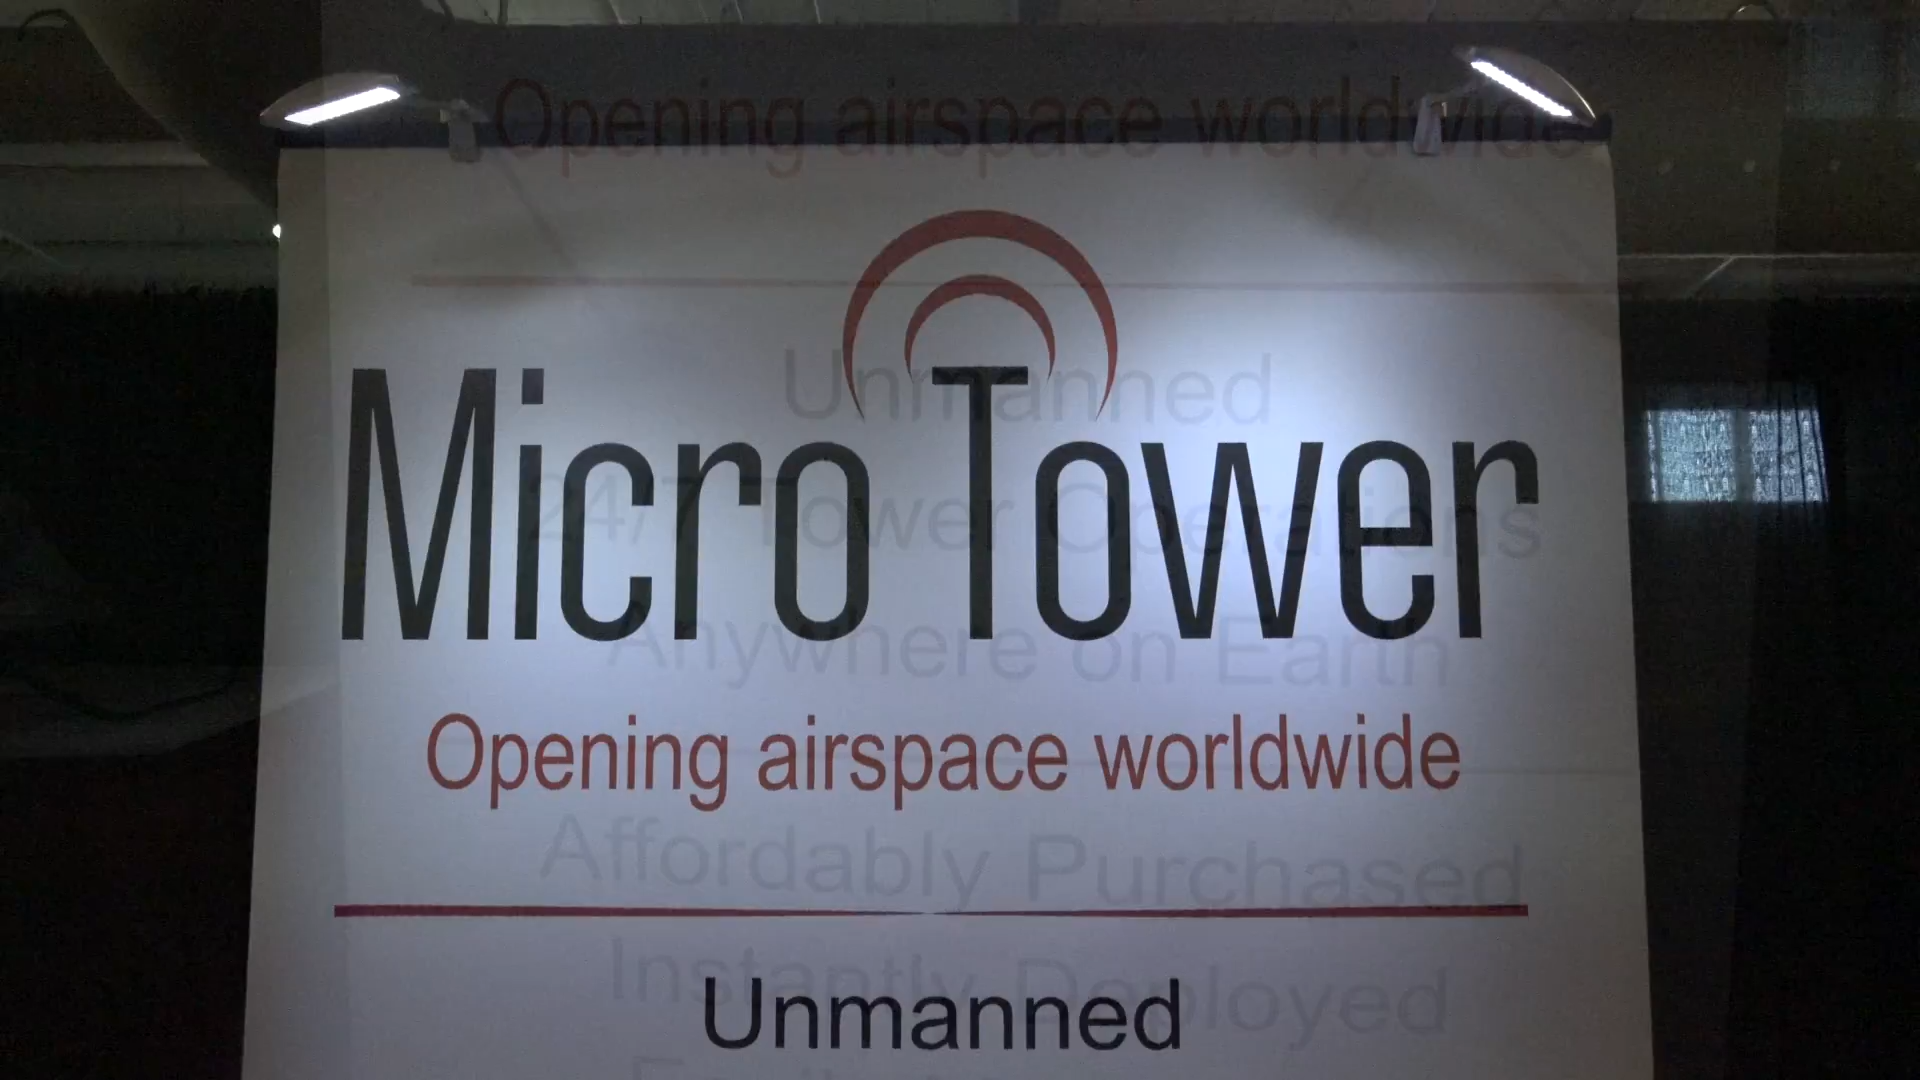 Opening airspace worldwide
Micro Tower
Unmanned
24/7 Tower Operations
Anywhere on Earth
Opening airspace worldwide
Affordably Purchased
Instantly Deployed
Unmanned